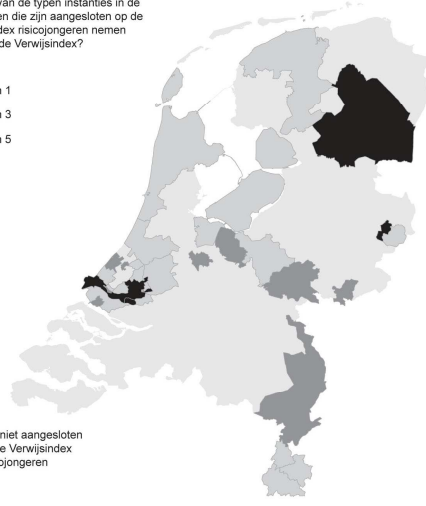 van de typen instanties in de
en die zijn aangesloten op de
dex risicojongeren nemen
de Verwijsindex?
1
3
5
niet aangesloten
e Verwijsindex
ojongeren